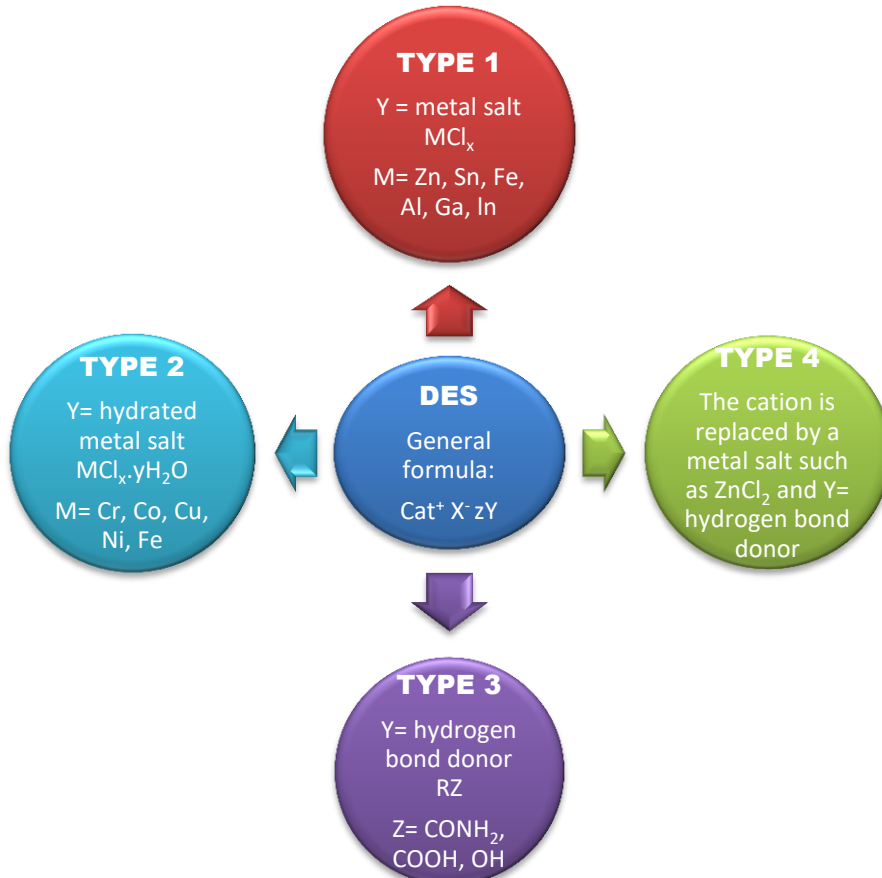 TYPE 1
Y = metal salt
MClₓ
M= Zn, Sn, Fe,
Al, Ga, ln
TYPE 2
Y= hydrated
metal salt
MClₓ.yH₂O
M= Cr, Co, Cu,
Ni, Fe
DES
General
formula:
Cat⁺ X⁻ zY
TYPE 4
The cation is
replaced by a
metal salt such
as ZnCl₂ and Y=
hydrogen bond
donor
TYPE 3
Y= hydrogen
bond donor
RZ
Z= CONH₂,
COOH, OH